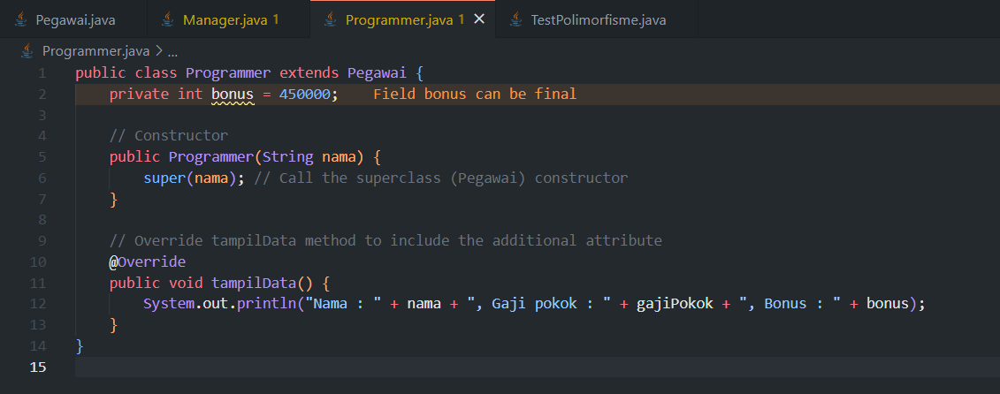 Pegawai.java Manager.java 1 Programmer.java 1 × TestPolimorfisme.java
Programmer.java > ...
1 public class Programmer extends Pegawai {
2 private int bonus = 450000; Field bonus can be final
3
4 // Constructor
5 public Programmer(String nama) {
6 super(nama); // Call the superclass (Pegawai) constructor
7 }
8
9 // Override tampilData method to include the additional attribute
10 @Override
11 public void tampilData() {
12 System.out.println("Nama : " + nama + ", Gaji pokok : " + gajiPokok + ", Bonus : " + bonus);
13 }
14 }
15